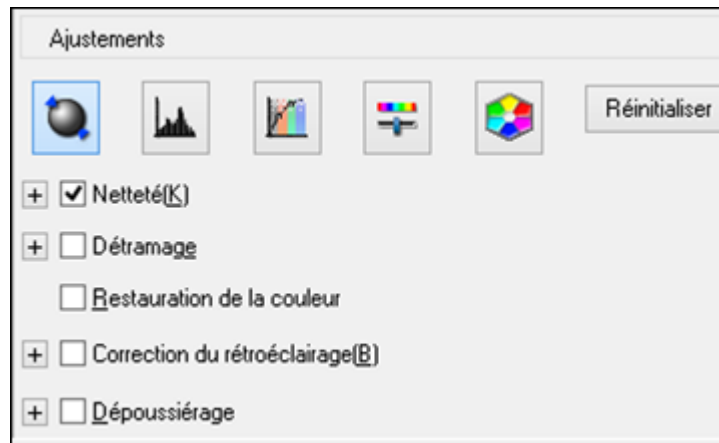 Ajustements
Réinitialiser
Netteté(K)
Détramage
Restauration de la couleur
Correction du rétroéclairage(B)
Dépoussiérage